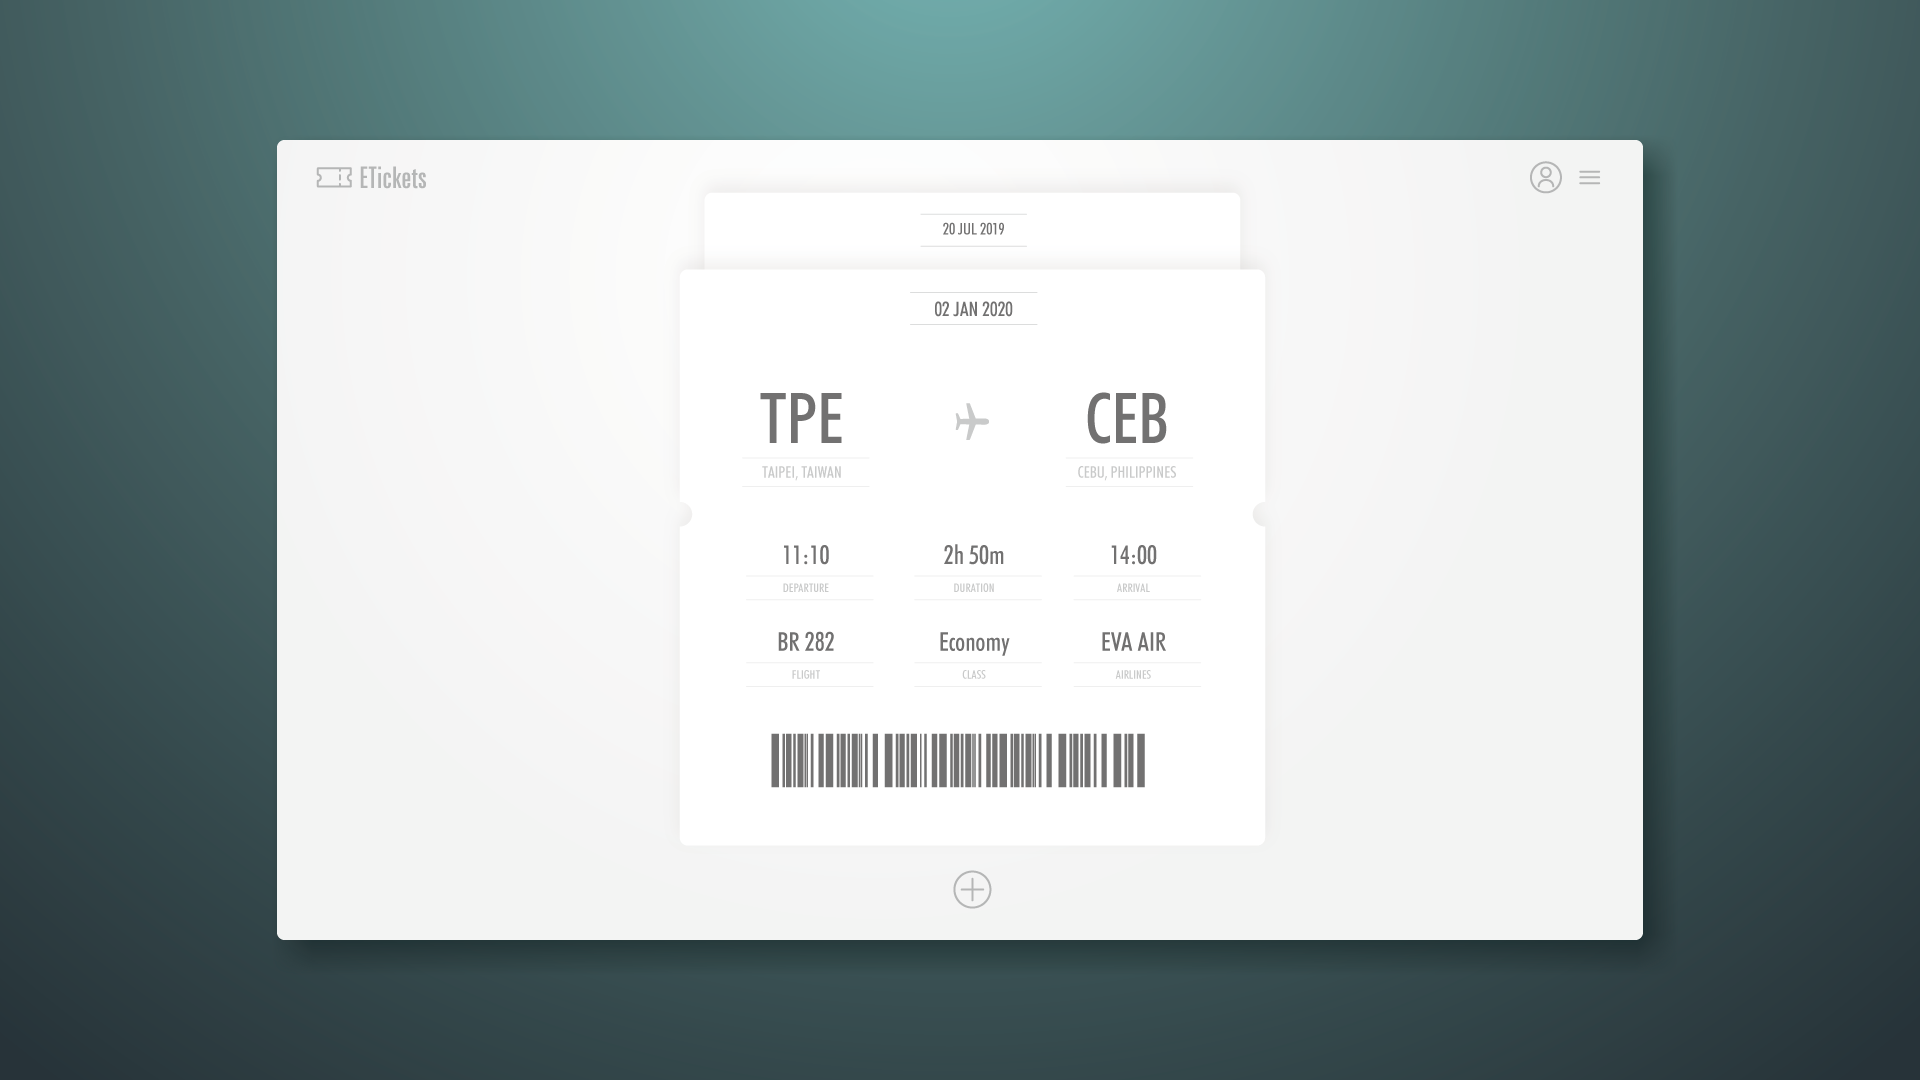 ETickets
20 JUL 2019
02 JAN 2020
TPE CEB
TAIPEI, TAIWAN CEBU, PHILIPPINES
11:10 2h 50m 14:00
DEPARTURE DURATION ARRIVAL
BR 282 Economy EVA AIR
FLIGHT CLASS AIRLINES